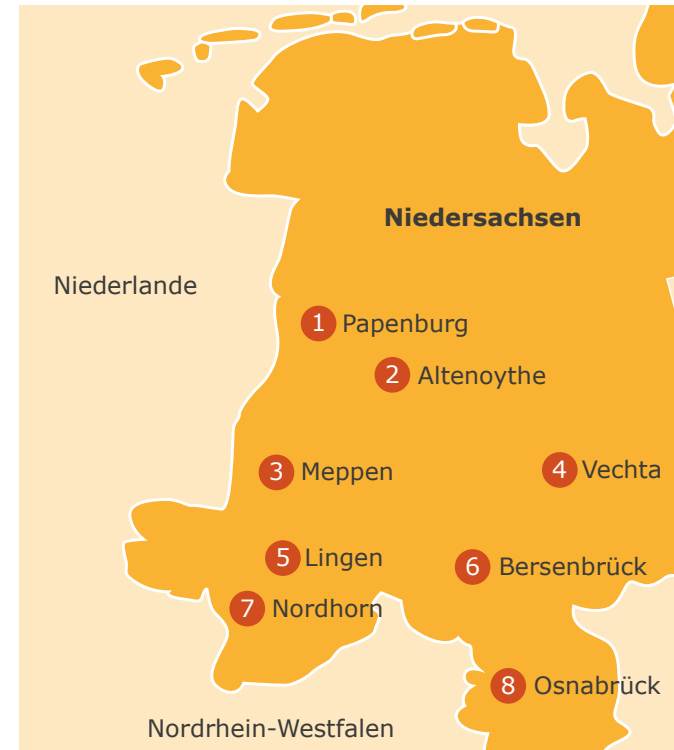 Niedersachsen
Niederlande
1 Papenburg
2 Altenoythe
3 Meppen
4 Vechta
5 Lingen
6 Bersenbrück
7 Nordhorn
8 Osnabrück
Nordrhein-Westfalen